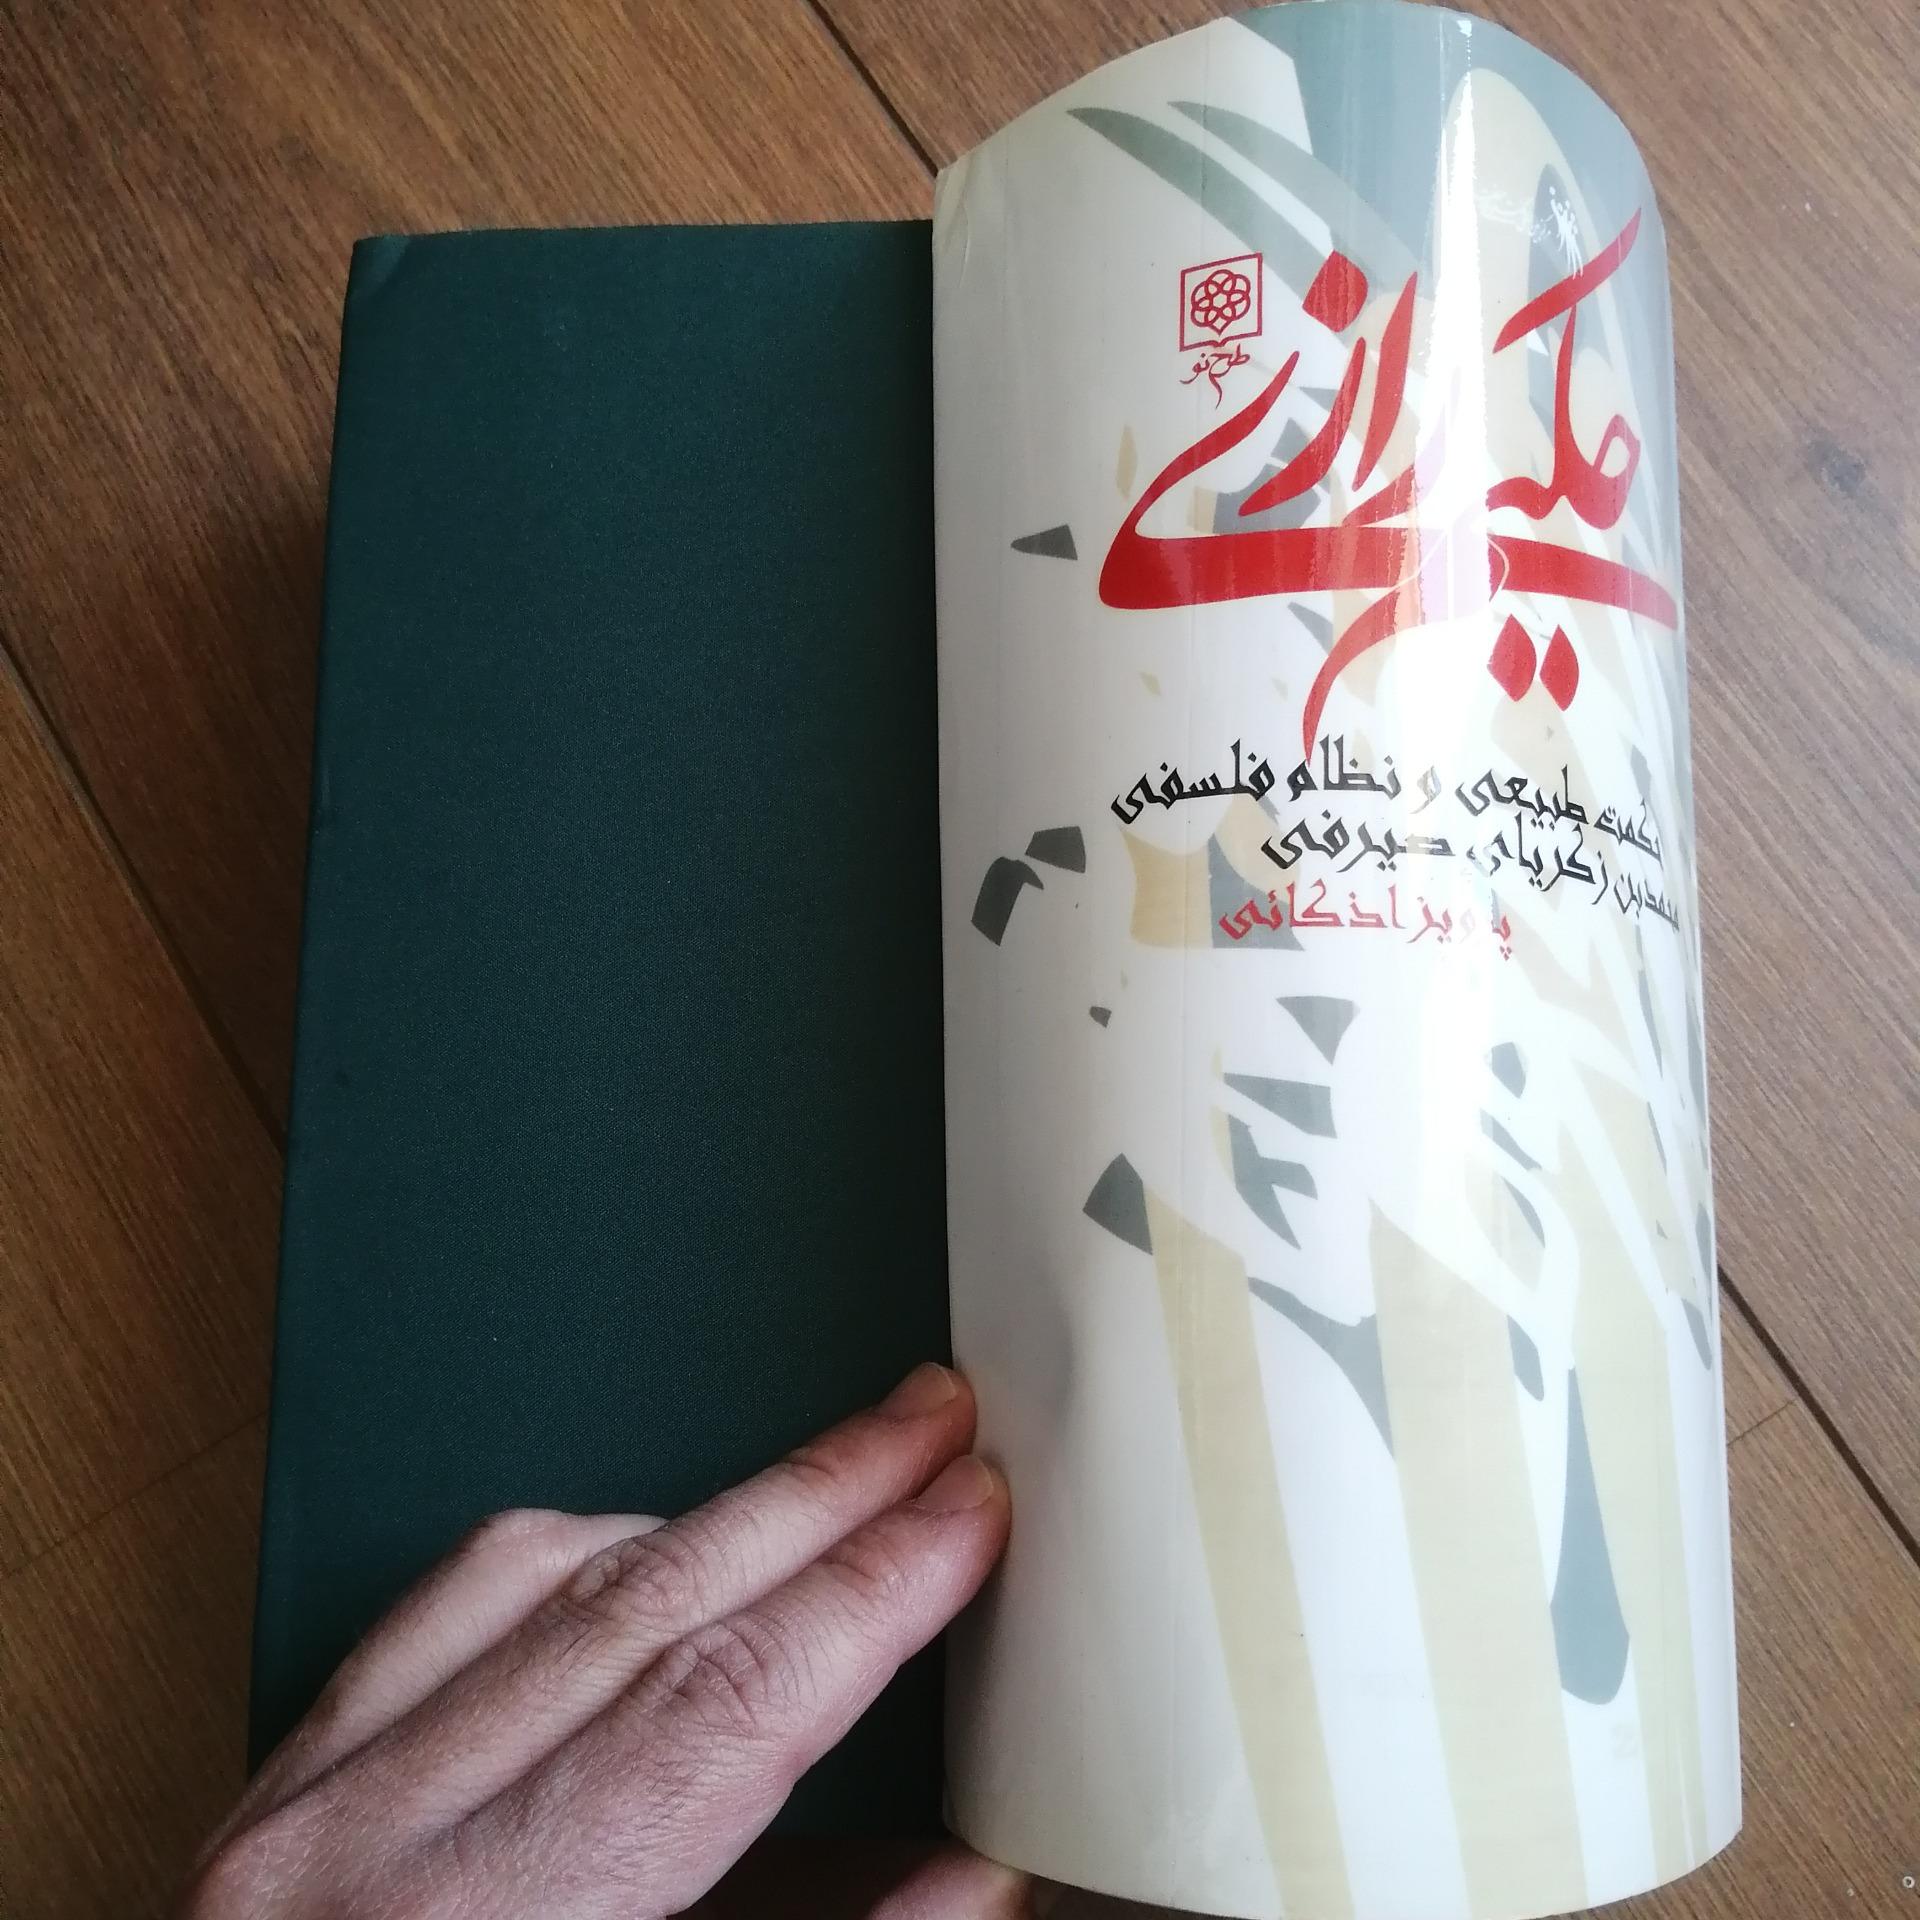 طرح نو
حکیم رازی
حکمت طبیعی و نظام فلسفی
محمد بن زکریای صیرفی
پرویز اذکائی